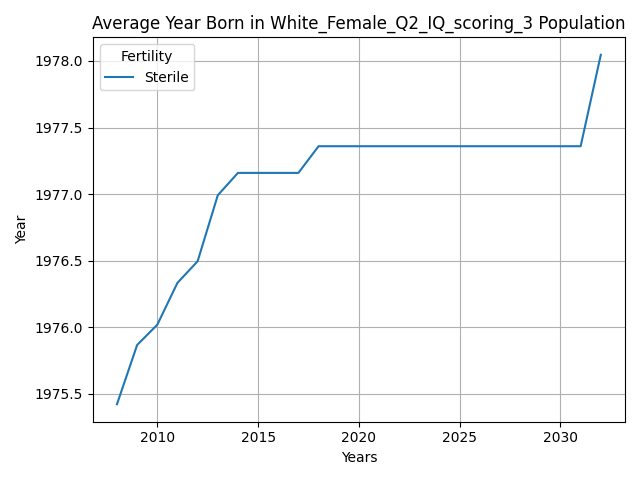 Average Year Born in White_Female_Q2_IQ_scoring_3 Population
Fertility
Sterile
1978.0
1977.5
1977.0
1976.5
1976.0
1975.5
Year
2010 2015 2020 2025 2030
Years